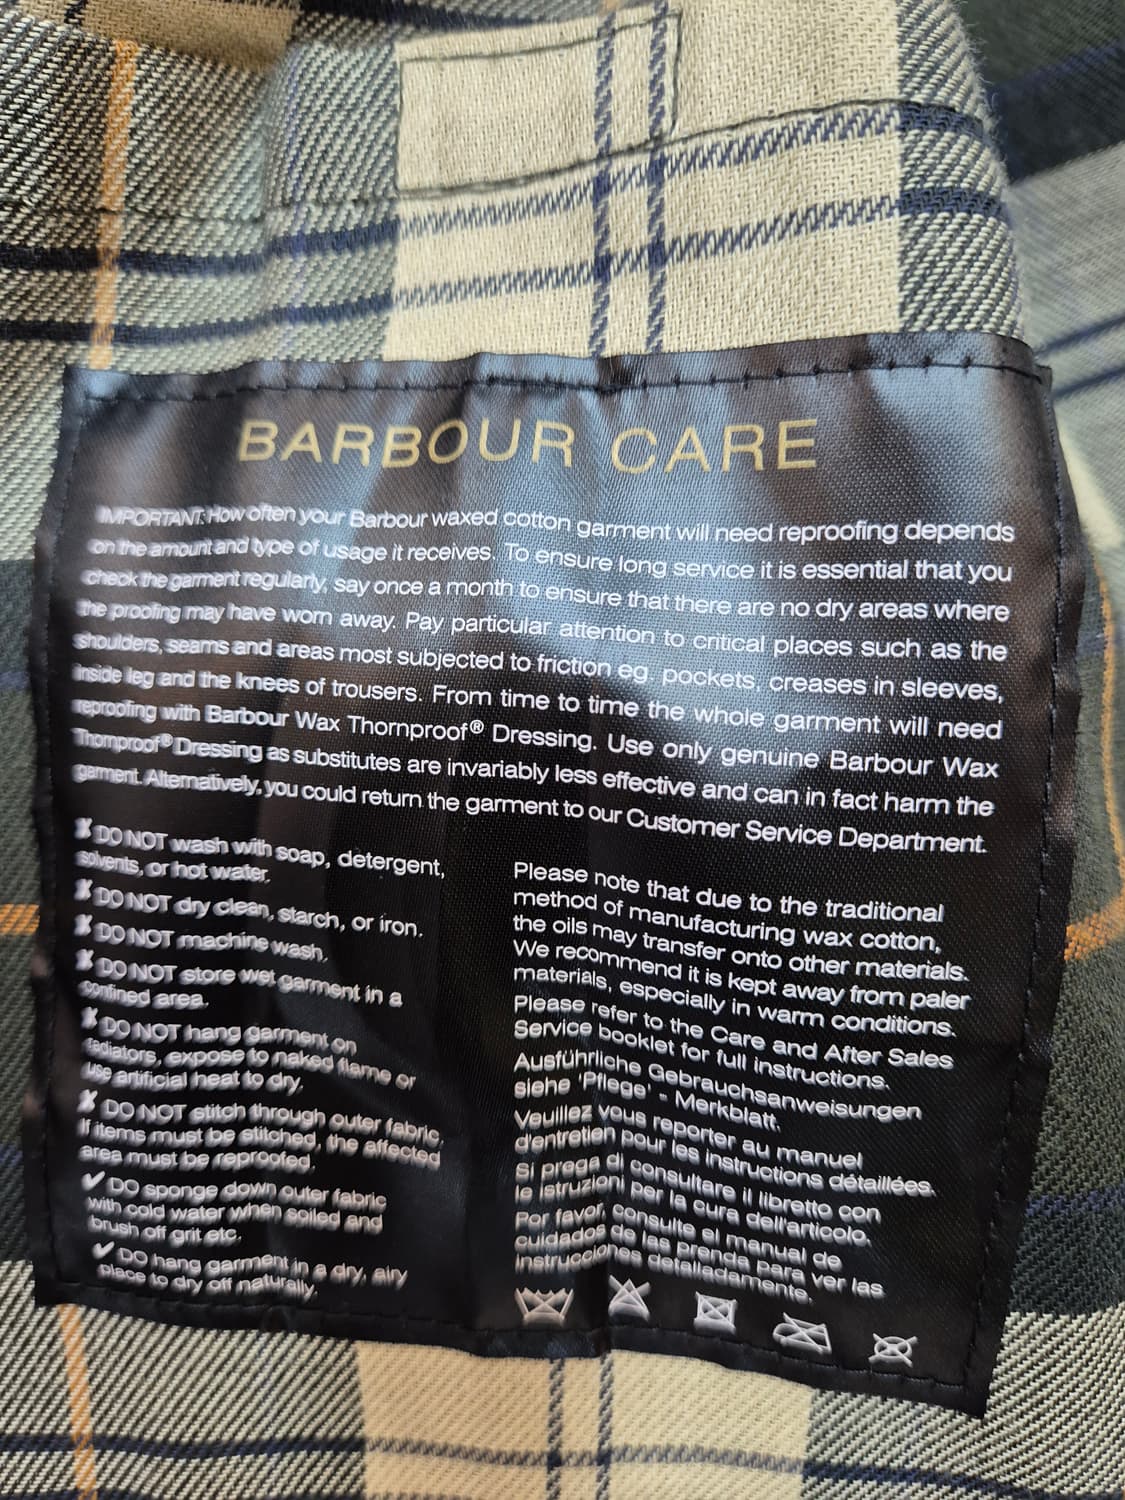 BARBOUR CARE
IMPORTANT: How often your Barbour waxed cotton garment will need reproofing depends
on the amount and type of usage it receives. To ensure long service it is essential that you
check the garment regularly, say once a month to ensure that there are no dry areas where
the proofing may have worn away. Pay particular attention to critical places such as the
shoulders, seams and areas most subjected to friction eg. pockets, creases in sleeves,
inside leg and the knees of trousers. From time to time the whole garment will need
reproofing with Barbour Wax Thornproof® Dressing. Use only genuine Barbour Wax
Thornproof® Dressing as substitutes are invariably less effective and can in fact harm the
garment. Alternatively, you could return the garment to our Customer Service Department.
✘ DO NOT wash with soap, detergent,
solvents, or hot water.
✘ DO NOT dry clean, starch, or iron.
✘ DO NOT machine wash.
✘ DO NOT store wet garment in a
confined area.
✘ DO NOT hang garment on
radiators, expose to naked flame or
use artificial heat to dry.
✘ DO NOT stitch through outer fabric.
If items must be stitched, the affected
area must be reproofed.
✔ DO sponge down outer fabric
with cold water when soiled and
brush off grit etc.
✔ DO hang garment in a dry, airy
place to dry off naturally.
Please note that due to the traditional
method of manufacturing wax cotton,
the oils may transfer onto other materials.
We recommend it is kept away from paler
materials, especially in warm conditions.
Please refer to the Care and After Sales
Service booklet for full instructions.
Ausführliche Gebrauchsanweisungen
siehe 'Pflege' - Merkblatt.
Veuillez vous reporter au manuel
d'entretien pour les instructions détaillées.
Si prega di consultare il libretto con
le istruzioni per la cura dell'articolo.
Por favor, consulte el manual de
cuidados de las prenda para ver las
instrucciones detalladamente.